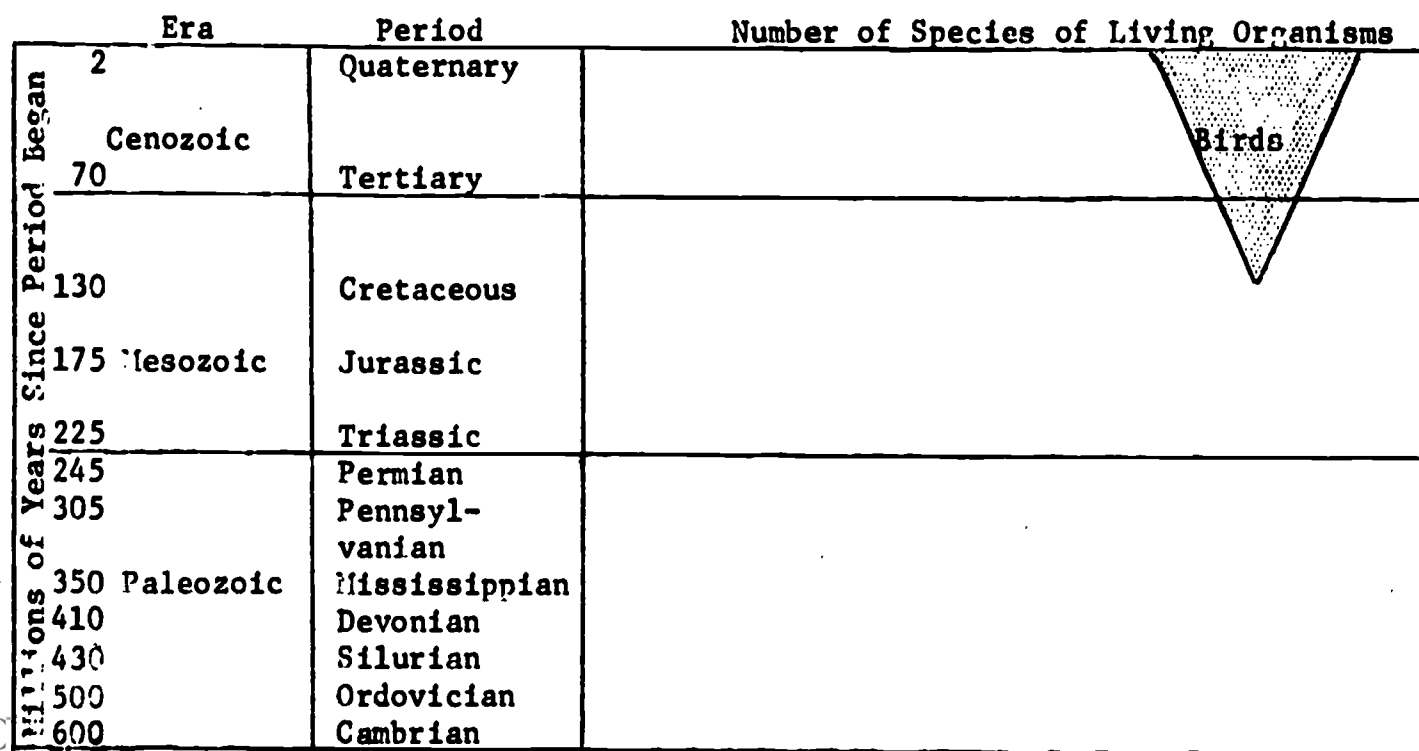 Era Period Number of Species of Living Organisms
Millions of Years Since Period Began
2 Quaternary
Cenozoic Birds
70 Tertiary
130 Cretaceous
175 Mesozoic Jurassic
225 Triassic
245 Permian
305 Pennsyl-
vanian
350 Paleozoic Mississippian
410 Devonian
430 Silurian
500 Ordovician
600 Cambrian